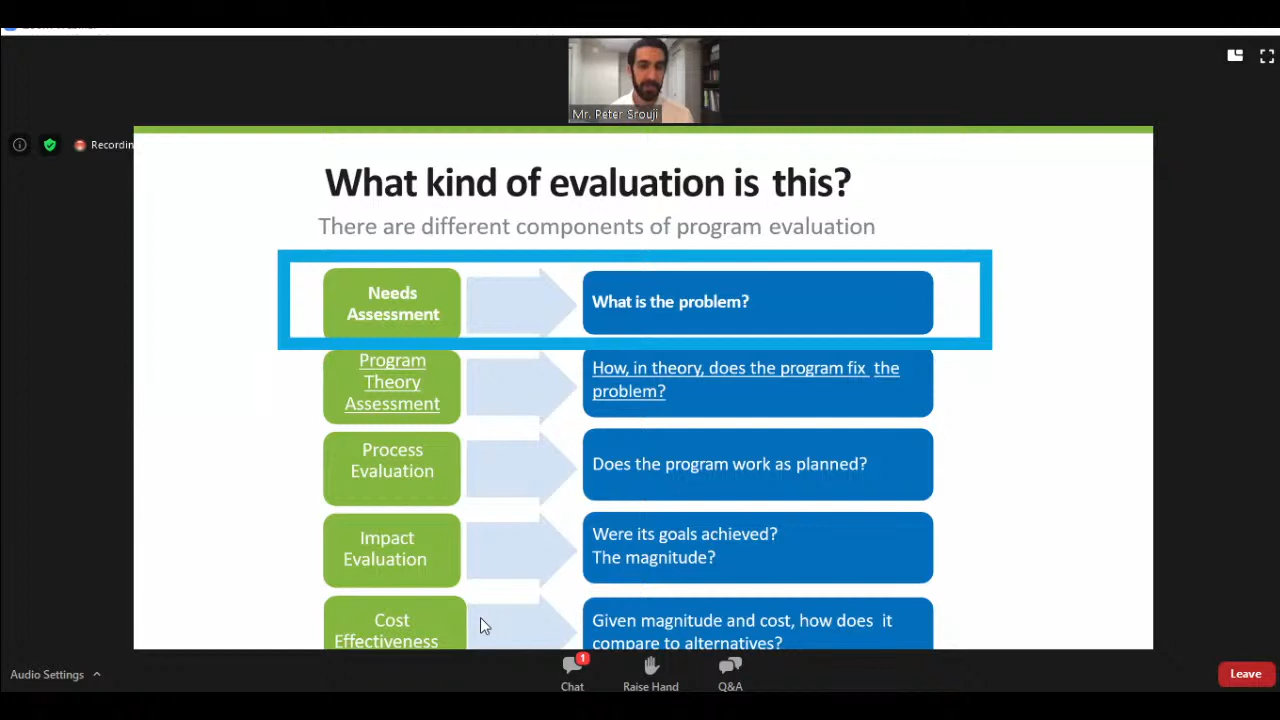 Mr. Peter Srouji
Recordin
What kind of evaluation is this?
There are different components of program evaluation
Needs
Assessment
What is the problem?
Program
Theory
Assessment
How, in theory, does the program fix the
problem?
Process
Evaluation
Does the program work as planned?
Impact
Evaluation
Were its goals achieved?
The magnitude?
Cost
Effectiveness
Given magnitude and cost, how does it
compare to alternatives?
Audio Settings
1
Chat
Raise Hand
Q&A
Leave